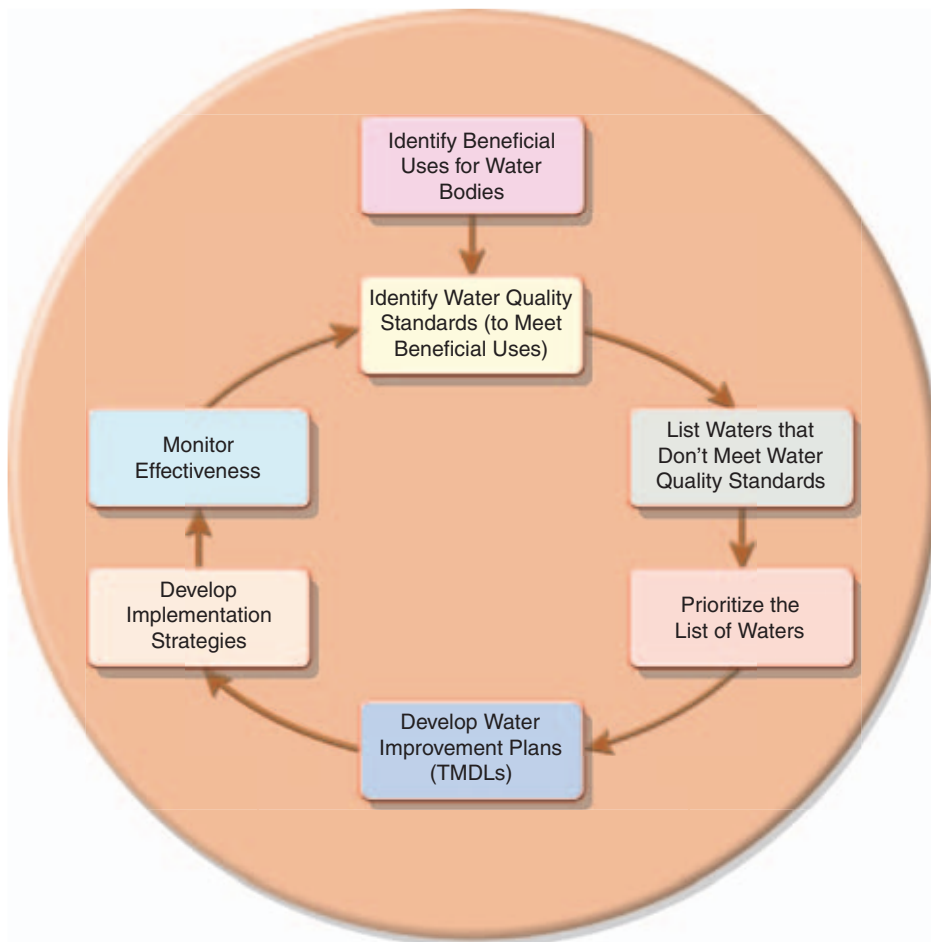 Identify Beneficial
Uses for Water
Bodies
Identify Water Quality
Standards (to Meet
Beneficial Uses)
List Waters that
Don't Meet Water
Quality Standards
Prioritize the
List of Waters
Develop Water
Improvement Plans
(TMDLs)
Develop
Implementation
Strategies
Monitor
Effectiveness